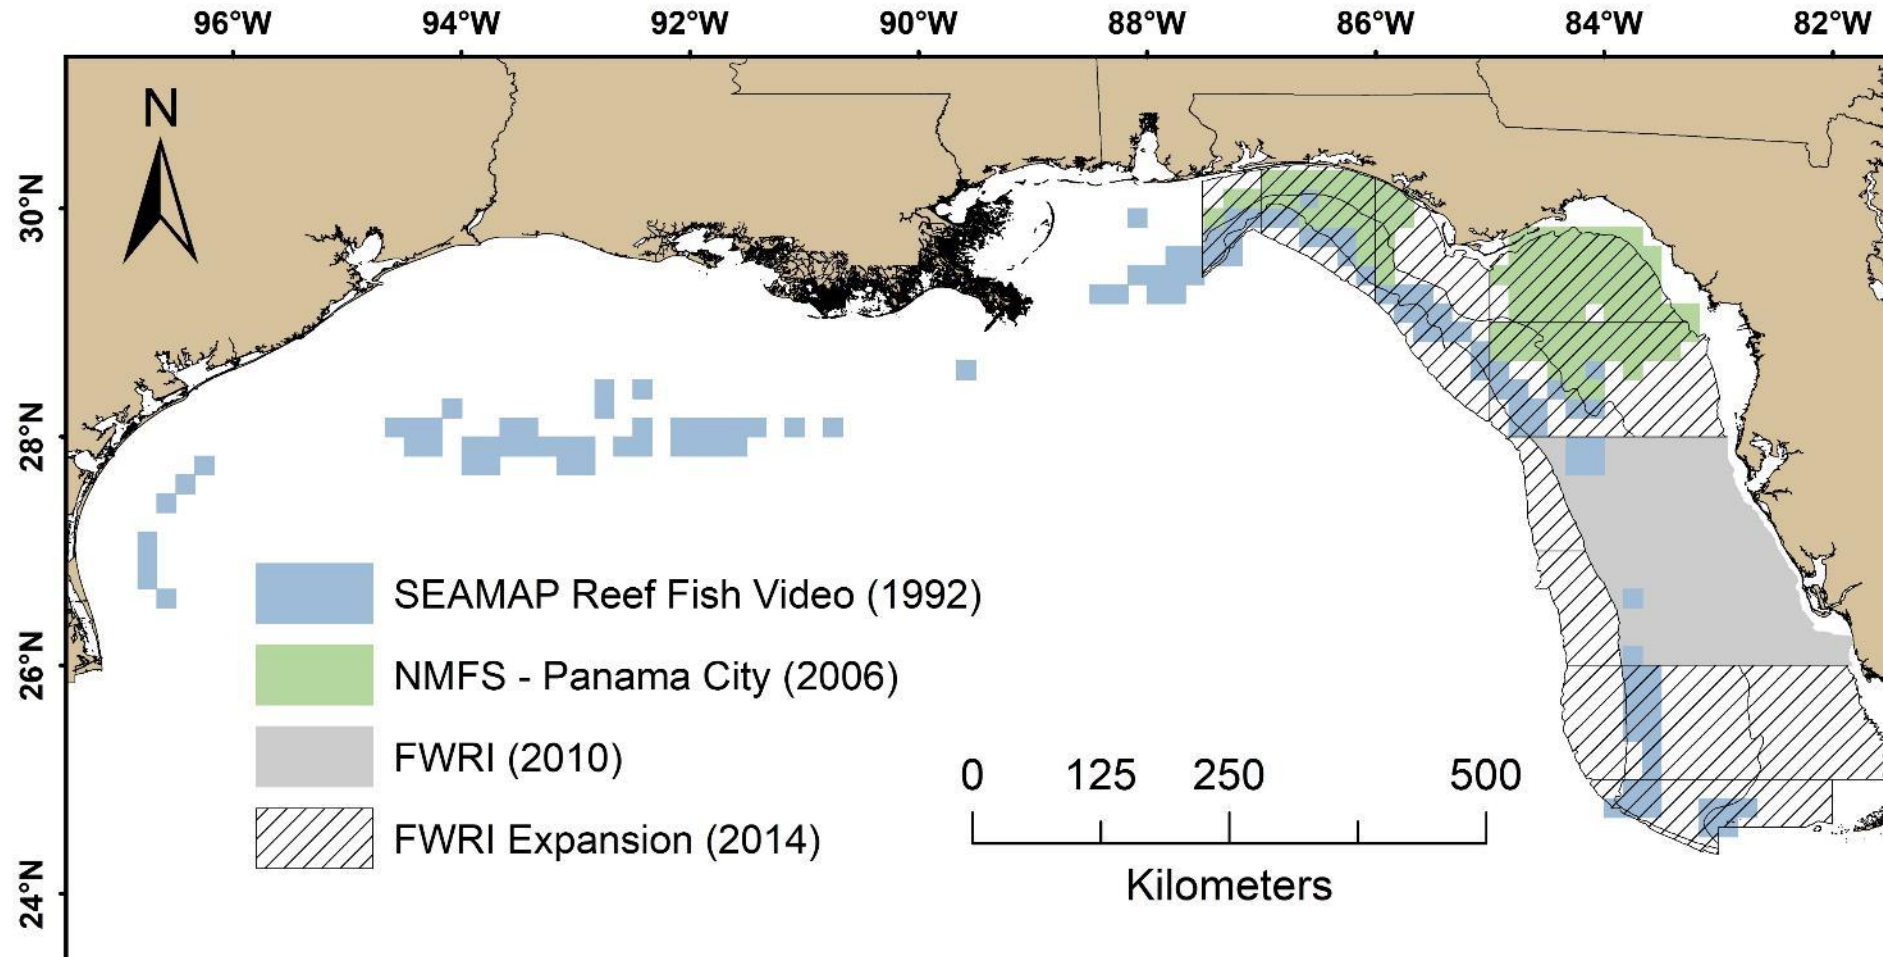 96°W 94°W 92°W 90°W 88°W 86°W 84°W 82°W
N
30°N
28°N
26°N
24°N
SEAMAP Reef Fish Video (1992)
NMFS - Panama City (2006)
FWRI (2010)
FWRI Expansion (2014)
0 125 250 500
Kilometers